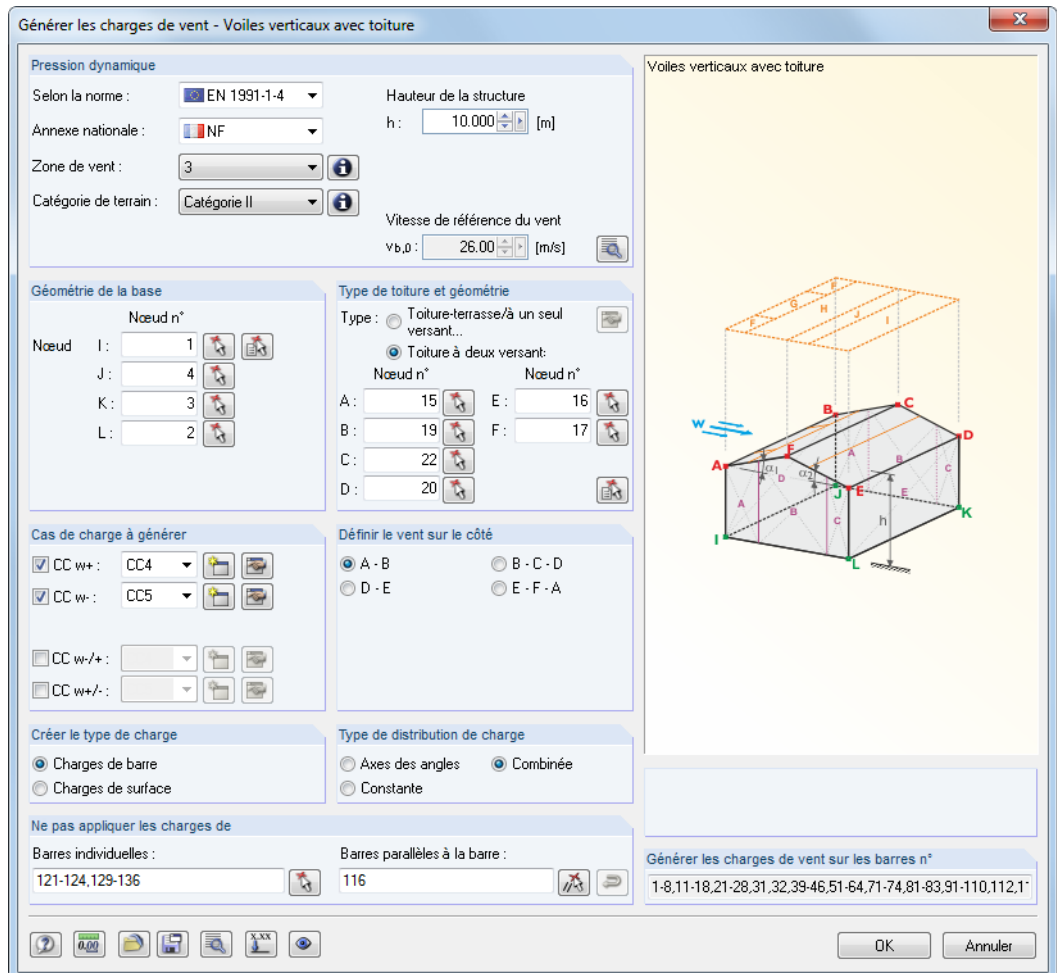 Générer les charges de vent - Voiles verticaux avec toiture
Pression dynamique
Selon la norme :
EN 1991-1-4
Hauteur de la structure
h :
10.000
[m]
Annexe nationale :
NF
Zone de vent :
3
Catégorie de terrain :
Catégorie II
Vitesse de référence du vent
vb,0 :
26.00
[m/s]
Géométrie de la base
Nœud n°
Nœud
I :
1
J :
4
K :
3
L :
2
Type de toiture et géométrie
Type :
Toiture-terrasse/à un seul
versant...
Toiture à deux versant:
Nœud n°
Nœud n°
A :
15
E :
16
B :
19
F :
17
C :
22
D :
20
Cas de charge à générer
CC w+ :
CC4
CC w- :
CC5
CC w-/+ :
CC w+/- :
Définir le vent sur le côté
A - B
B - C - D
D - E
E - F - A
Créer le type de charge
Charges de barre
Charges de surface
Type de distribution de charge
Axes des angles
Combinée
Constante
Ne pas appliquer les charges de
Barres individuelles :
121-124,129-136
Barres parallèles à la barre :
116
Voiles verticaux avec toiture
F
G
H
J
F
I
w
B
C
A
F
D
α1
α2
D
A
B
C
J
E
E
A
B
C
h
K
I
L
Générer les charges de vent sur les barres n°
1-8,11-18,21-28,31,32,39-46,51-64,71-74,81-83,91-110,112,1
0.00
x.xx
OK
Annuler